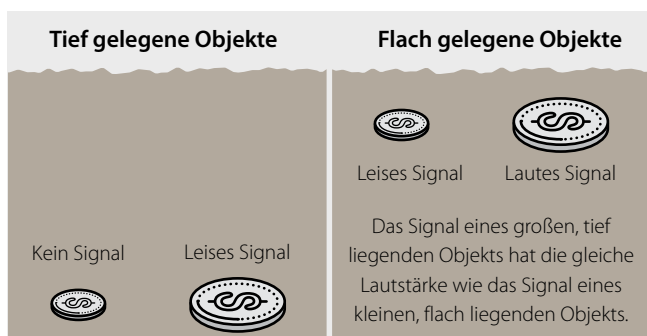 Tief gelegene Objekte
Flach gelegene Objekte
Kein Signal
Leises Signal
Leises Signal
Lautes Signal
Das Signal eines großen, tief
liegenden Objekts hat die gleiche
Lautstärke wie das Signal eines
kleinen, flach liegenden Objekts.